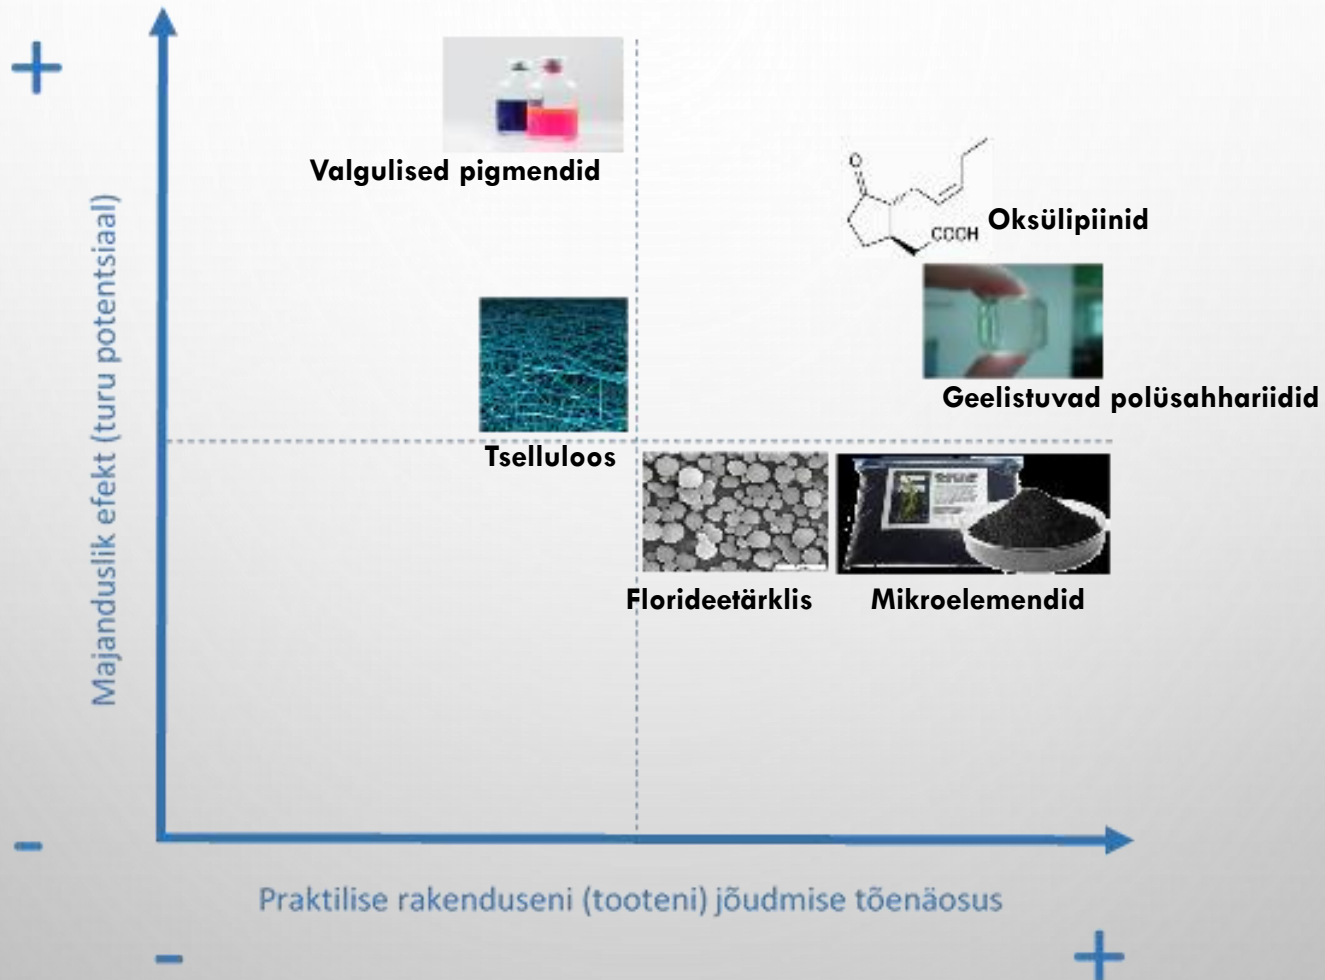 +
Valgulised pigmendid
O
COOH
Oksülipiinid
Geelistuvad polüsahhariidid
Majanduslik efekt (turu potentsiaal)
Tselluloos
Florideetärklis
Mikroelemendid
-
Praktilise rakenduseni (tooteni) jõudmise tõenäosus
-
+